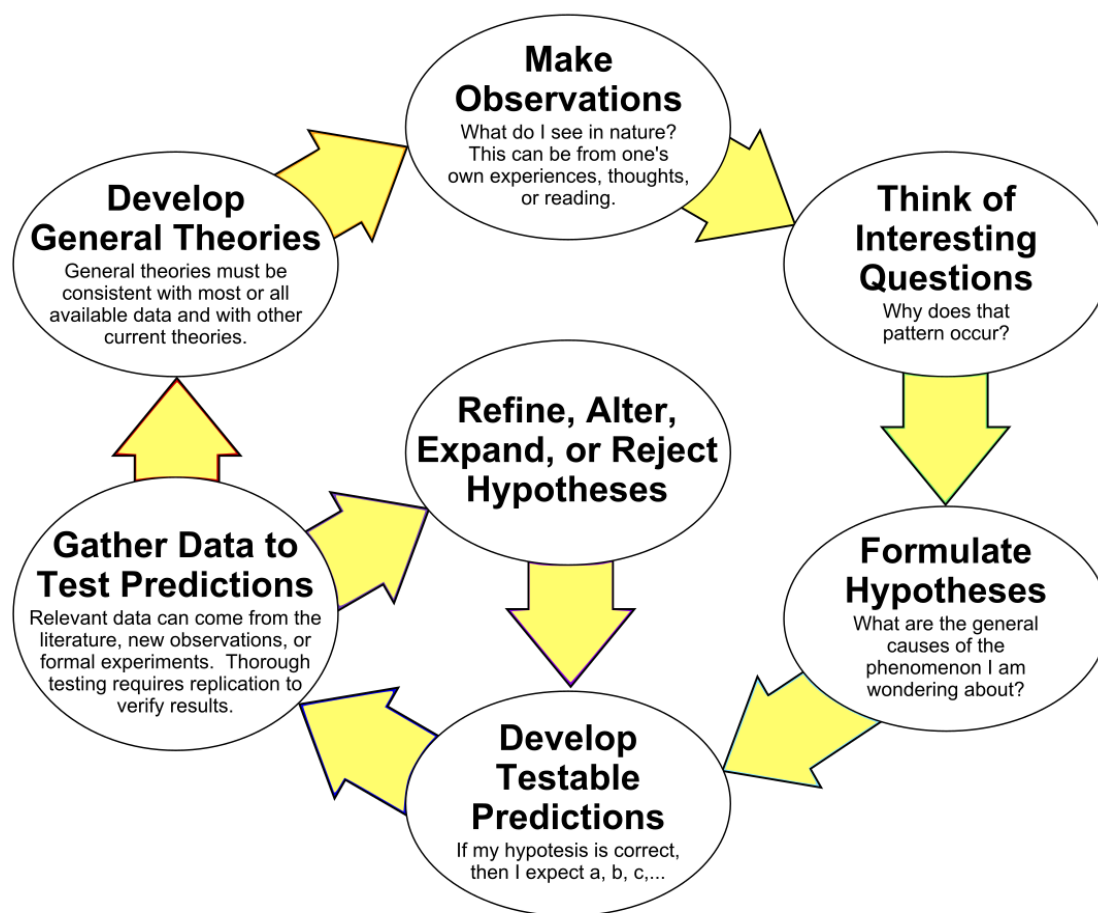 Make
Observations
What do I see in nature?
This can be from one's
own experiences, thoughts,
or reading.
Think of
Interesting
Questions
Why does that
pattern occur?
Formulate
Hypotheses
What are the general
causes of the
phenomenon I am
wondering about?
Develop
Testable
Predictions
If my hypotesis is correct,
then I expect a, b, c,...
Gather Data to
Test Predictions
Relevant data can come from the
literature, new observations, or
formal experiments.  Thorough
testing requires replication to
verify results.
Refine, Alter,
Expand, or Reject
Hypotheses
Develop
General Theories
General theories must be
consistent with most or all
available data and with other
current theories.